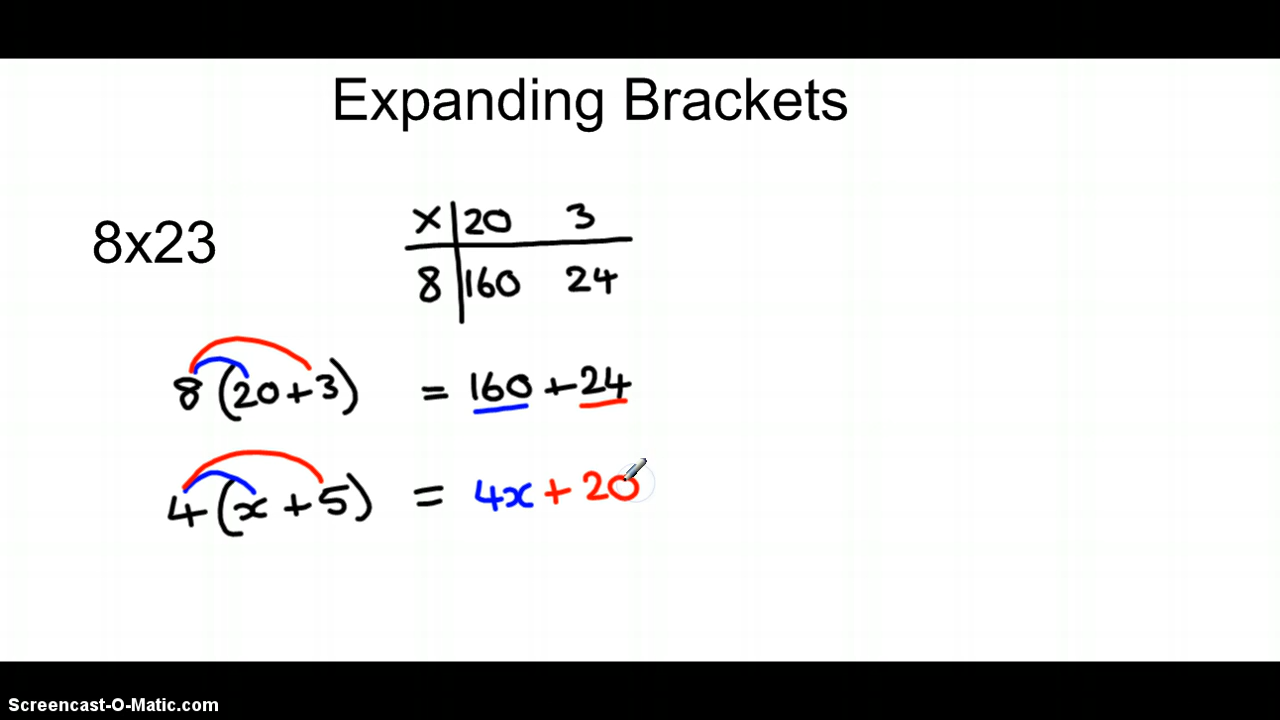 Expanding Brackets
8x23
x 20 3
8 160 24
8(20+3) = 160+24
4(x+5) = 4x+20
Screencast-O-Matic.com